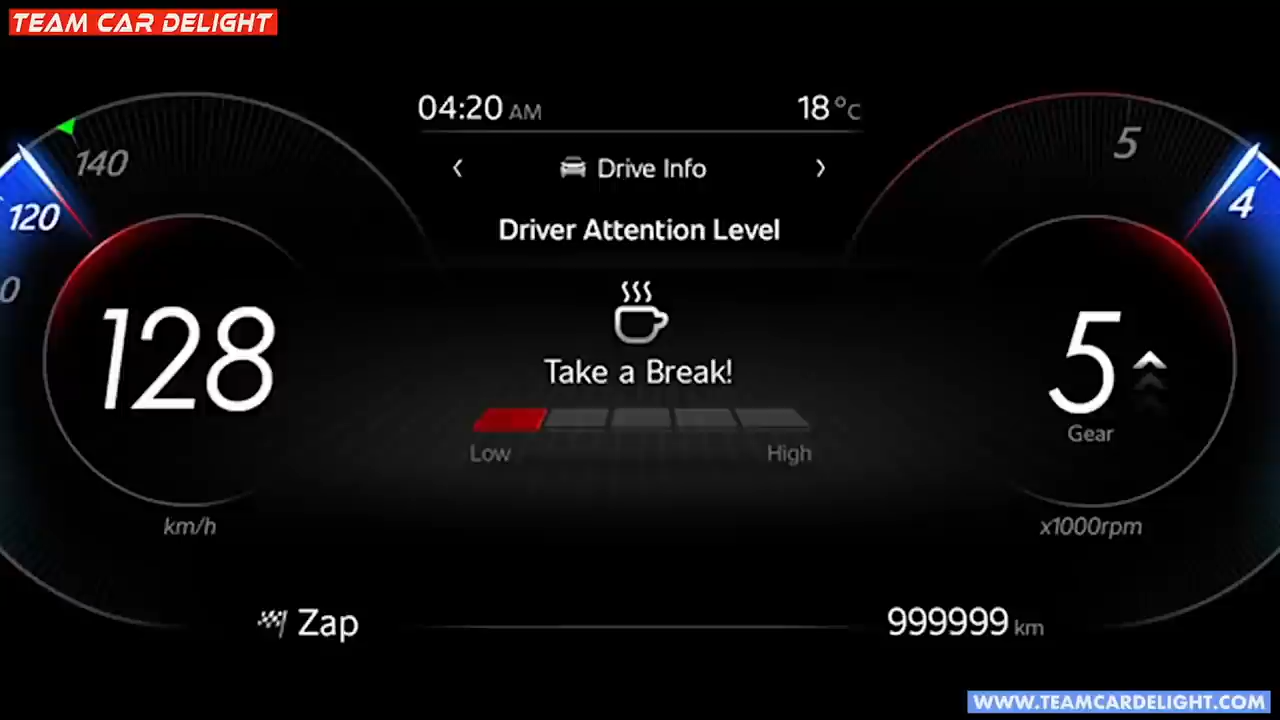 TEAM CAR DELIGHT
04:20 AM 18°C
Drive Info
Driver Attention Level
Take a Break!
Low High
140
120
0
128
km/h
5
4
5
Gear
x1000rpm
Zap
999999 km
WWW.TEAMCARDELIGHT.COM